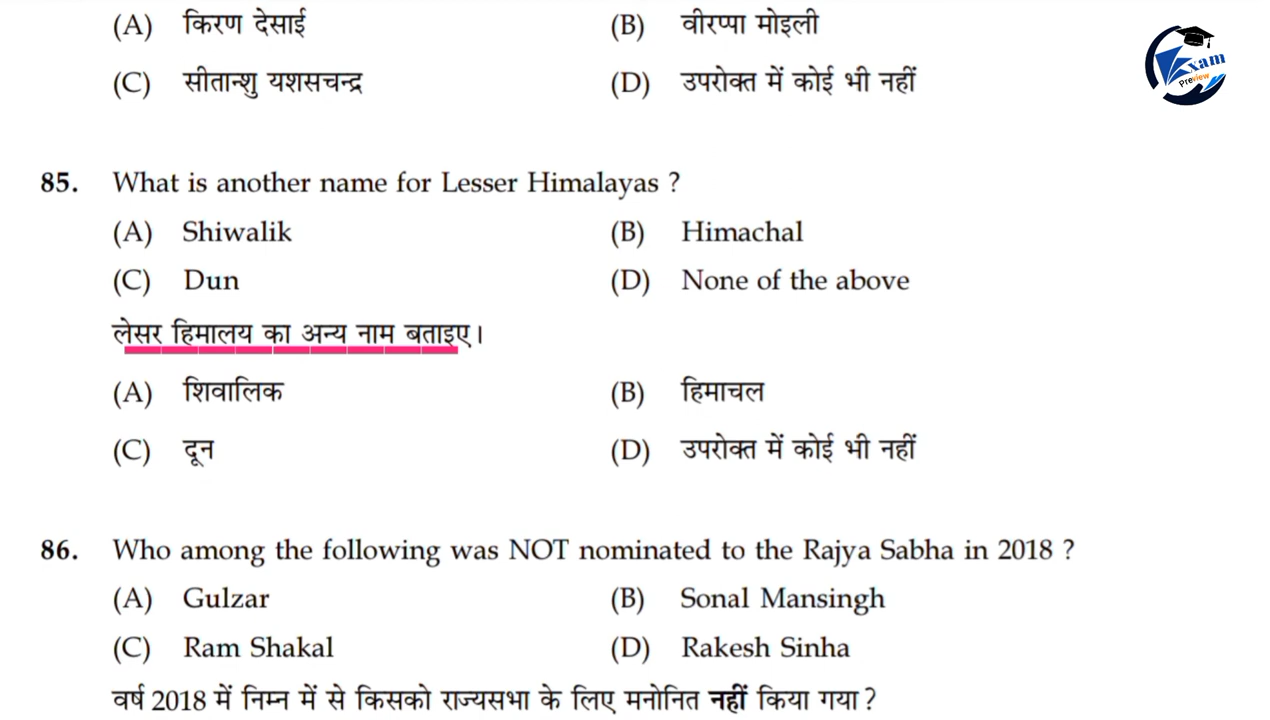 (A) किरण देसाई (B) वीरप्पा मोइली
(C) सीतान्शु यशसचन्द्र (D) उपरोक्त में कोई भी नहीं
Exam
Preview
85. What is another name for Lesser Himalayas ?
(A) Shiwalik (B) Himachal
(C) Dun (D) None of the above
लेसर हिमालय का अन्य नाम बताइए।
(A) शिवालिक (B) हिमाचल
(C) दून (D) उपरोक्त में कोई भी नहीं
86. Who among the following was NOT nominated to the Rajya Sabha in 2018 ?
(A) Gulzar (B) Sonal Mansingh
(C) Ram Shakal (D) Rakesh Sinha
वर्ष 2018 में निम्न में से किसको राज्यसभा के लिए मनोनित नहीं किया गया ?